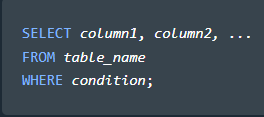 SELECT column1, column2, ...
FROM table_name
WHERE condition;